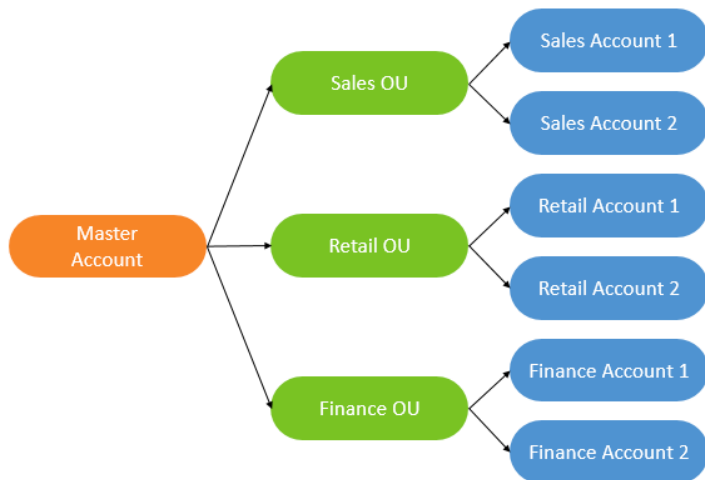 Master
Account
Sales OU
Retail OU
Finance OU
Sales Account 1
Sales Account 2
Retail Account 1
Retail Account 2
Finance Account 1
Finance Account 2